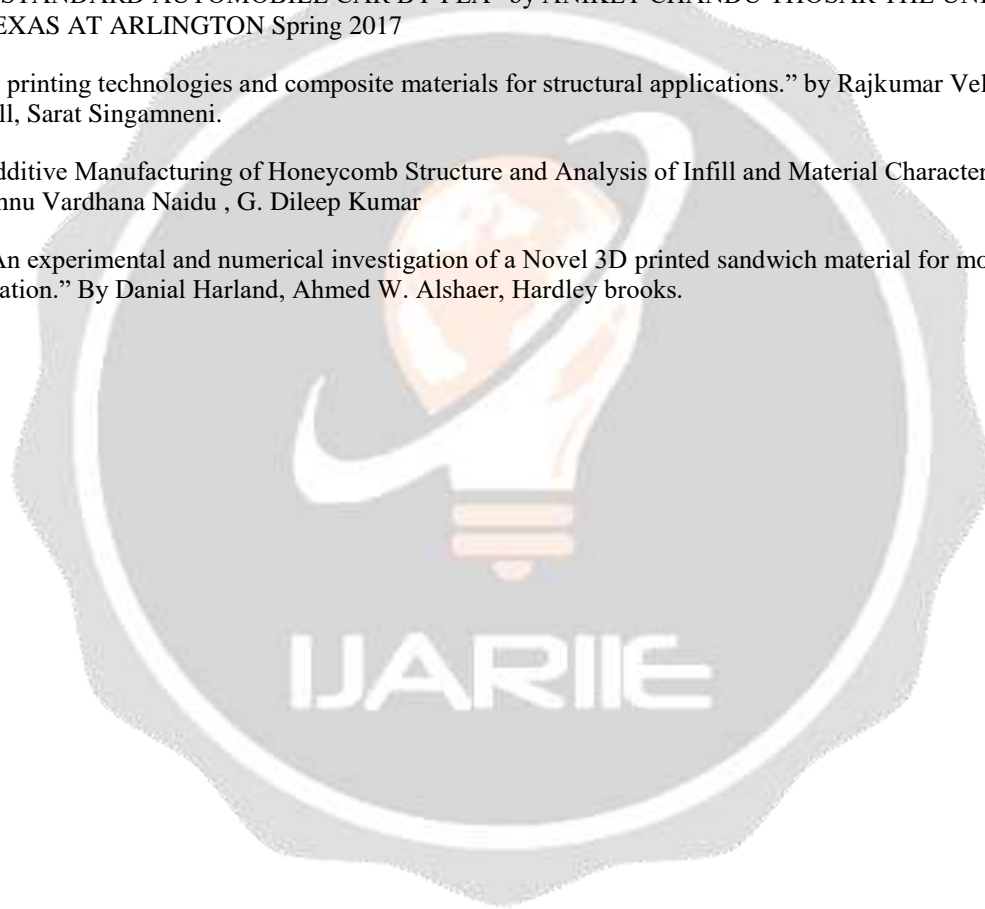 STANDARD AUTOMOBILE CAR BY FEA” by ANIKET CHANDU THOSAR THE
EXAS AT ARLINGTON Spring 2017
printing technologies and composite materials for structural applications.” by Rajkumar Vel
ll, Sarat Singamneni.
dditive Manufacturing of Honeycomb Structure and Analysis of Infill and Material Character
nnu Vardhana Naidu , G. Dileep Kumar
An experimental and numerical investigation of a Novel 3D printed sandwich material for mo
ation.” By Danial Harland, Ahmed W. Alshaer, Hardley brooks.
IJARIIE